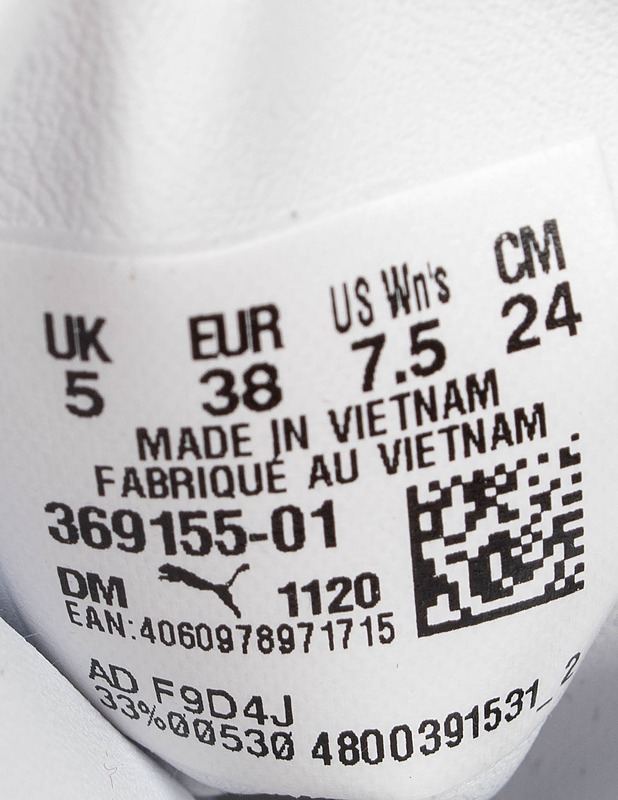 UK EUR US Wn's CM
5 38 7.5 24
MADE IN VIETNAM
FABRIQUÉ AU VIETNAM
369155-01
DM 1120
EAN:4060978971715
AD F9D4J
33%00530 4800391531_2